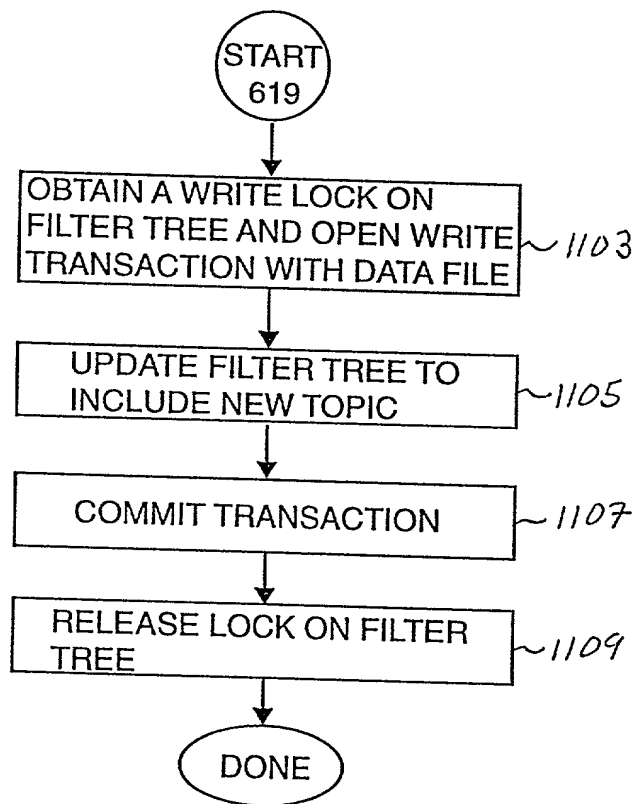 START
619
OBTAIN A WRITE LOCK ON
FILTER TREE AND OPEN WRITE
TRANSACTION WITH DATA FILE
1103
UPDATE FILTER TREE TO
INCLUDE NEW TOPIC
1105
COMMIT TRANSACTION
1107
RELEASE LOCK ON FILTER
TREE
1109
DONE